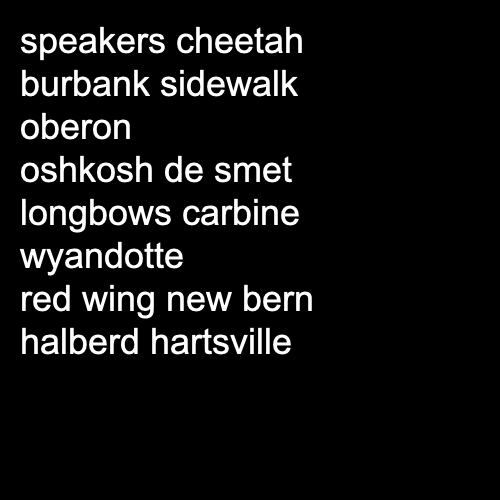 speakers cheetah
burbank sidewalk
oberon
oshkosh de smet
longbows carbine
wyandotte
red wing new bern
halberd hartsville